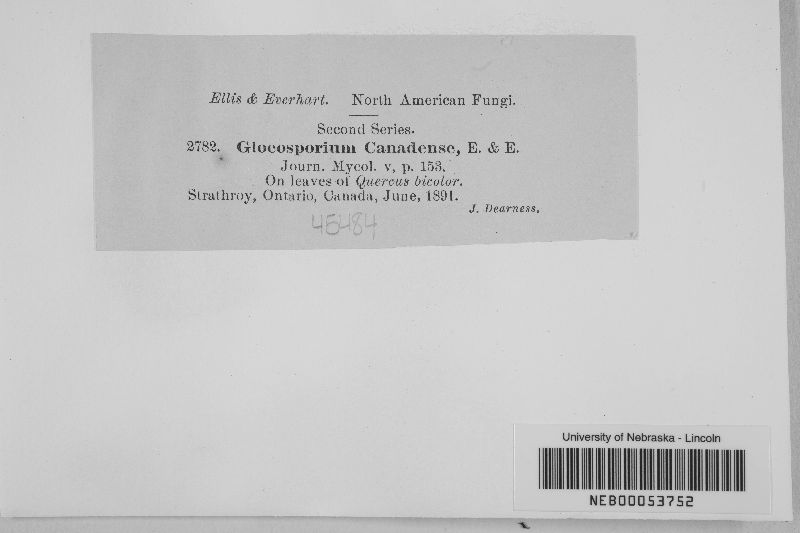 Ellis & Everhart. North American Fungi.
Second Series.
2782. Gloeosporium Canadense, E. & E.
Journ. Mycol. v, p. 153.
On leaves of Quercus bicolor.
Strathroy, Ontario, Canada, June, 1891.
J. Dearness.
45484
University of Nebraska - Lincoln
NEB00053752